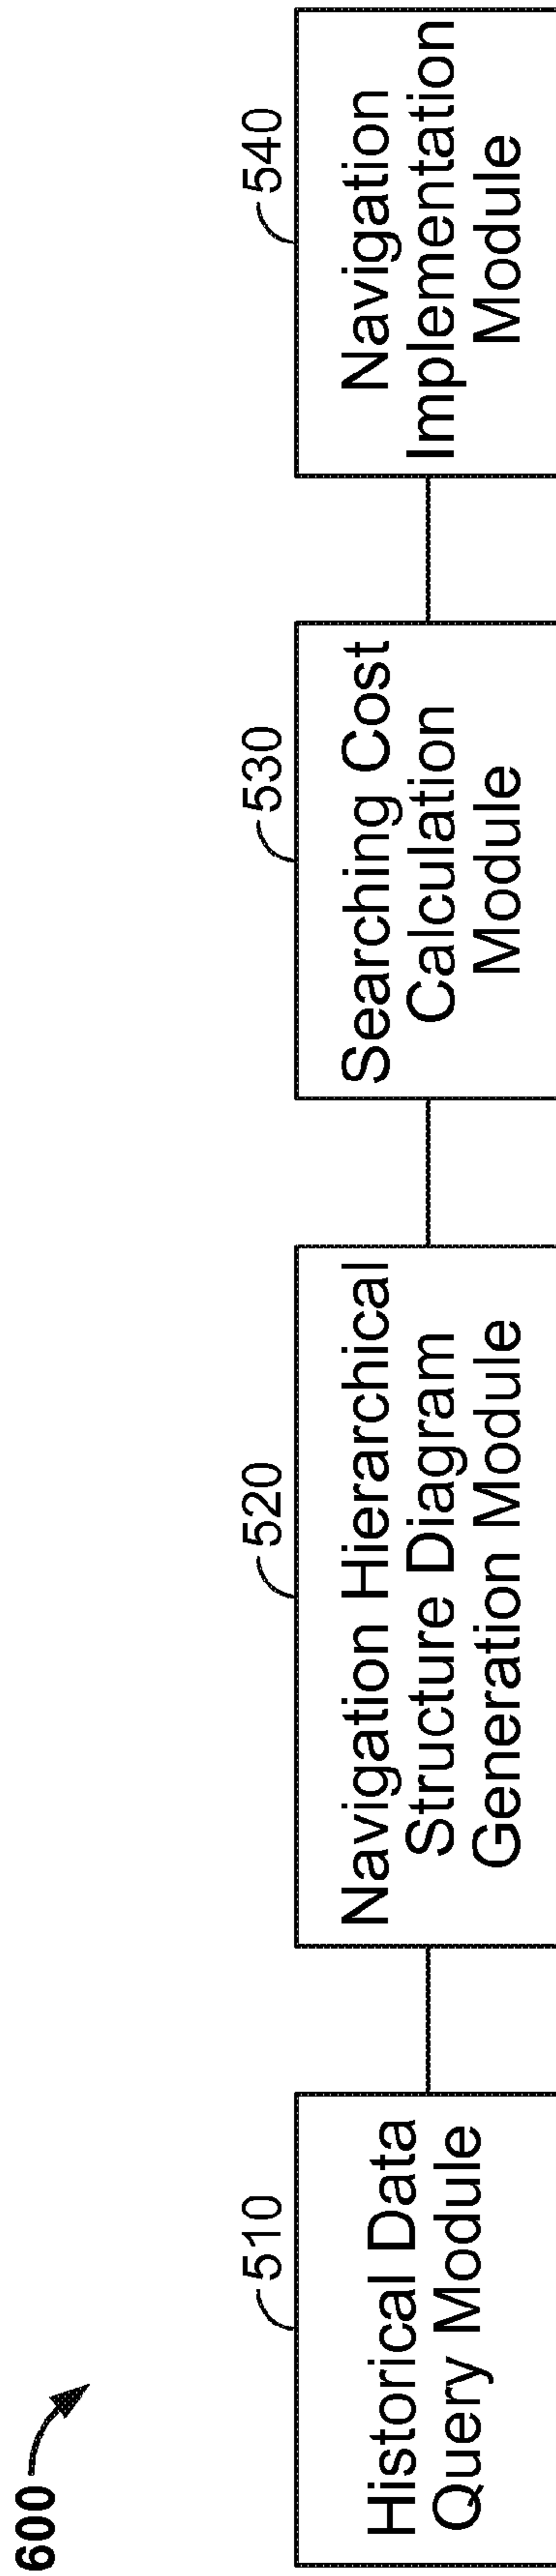 600
510
Historical Data
Query Module
520
Navigation Hierarchical
Structure Diagram
Generation Module
530
Searching Cost
Calculation
Module
540
Navigation
Implementation
Module